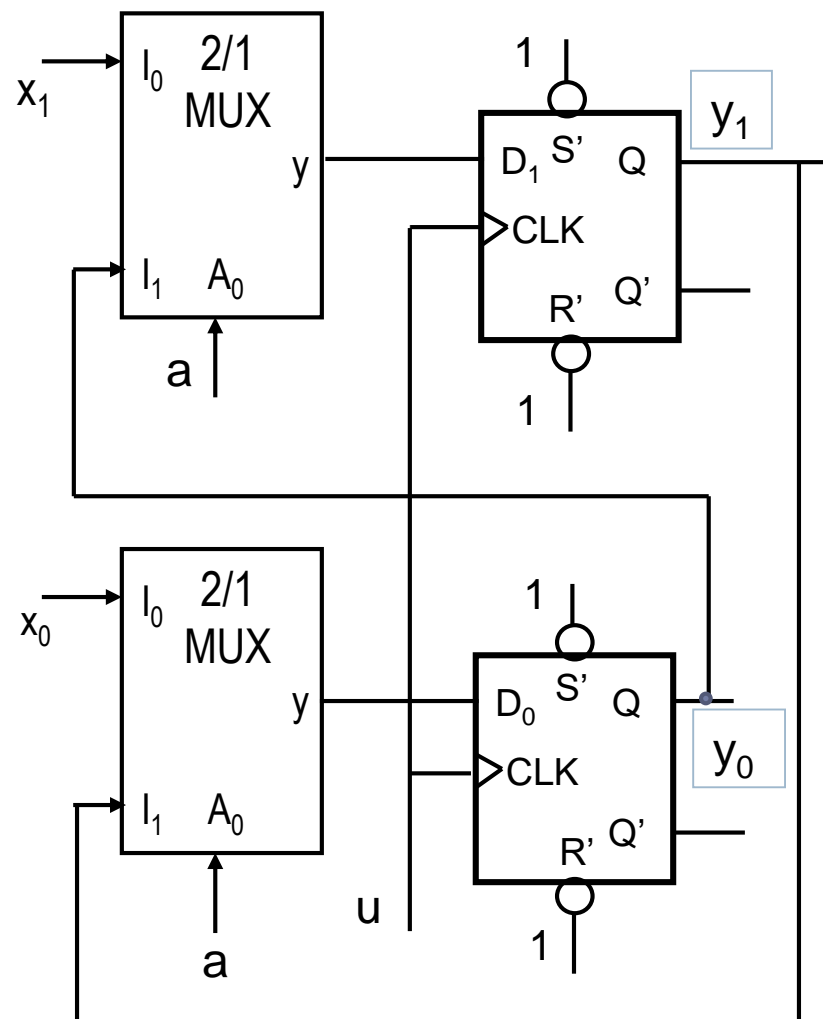 1
x₁
I₀ 2/1
MUX
y₁
y
D₁ S' Q
CLK
I₁ A₀
Q'
R'
a
1
1
x₀
I₀ 2/1
MUX
S'
D₀ Q
y
y₀
CLK
I₁ A₀
Q'
R'
u
a
1